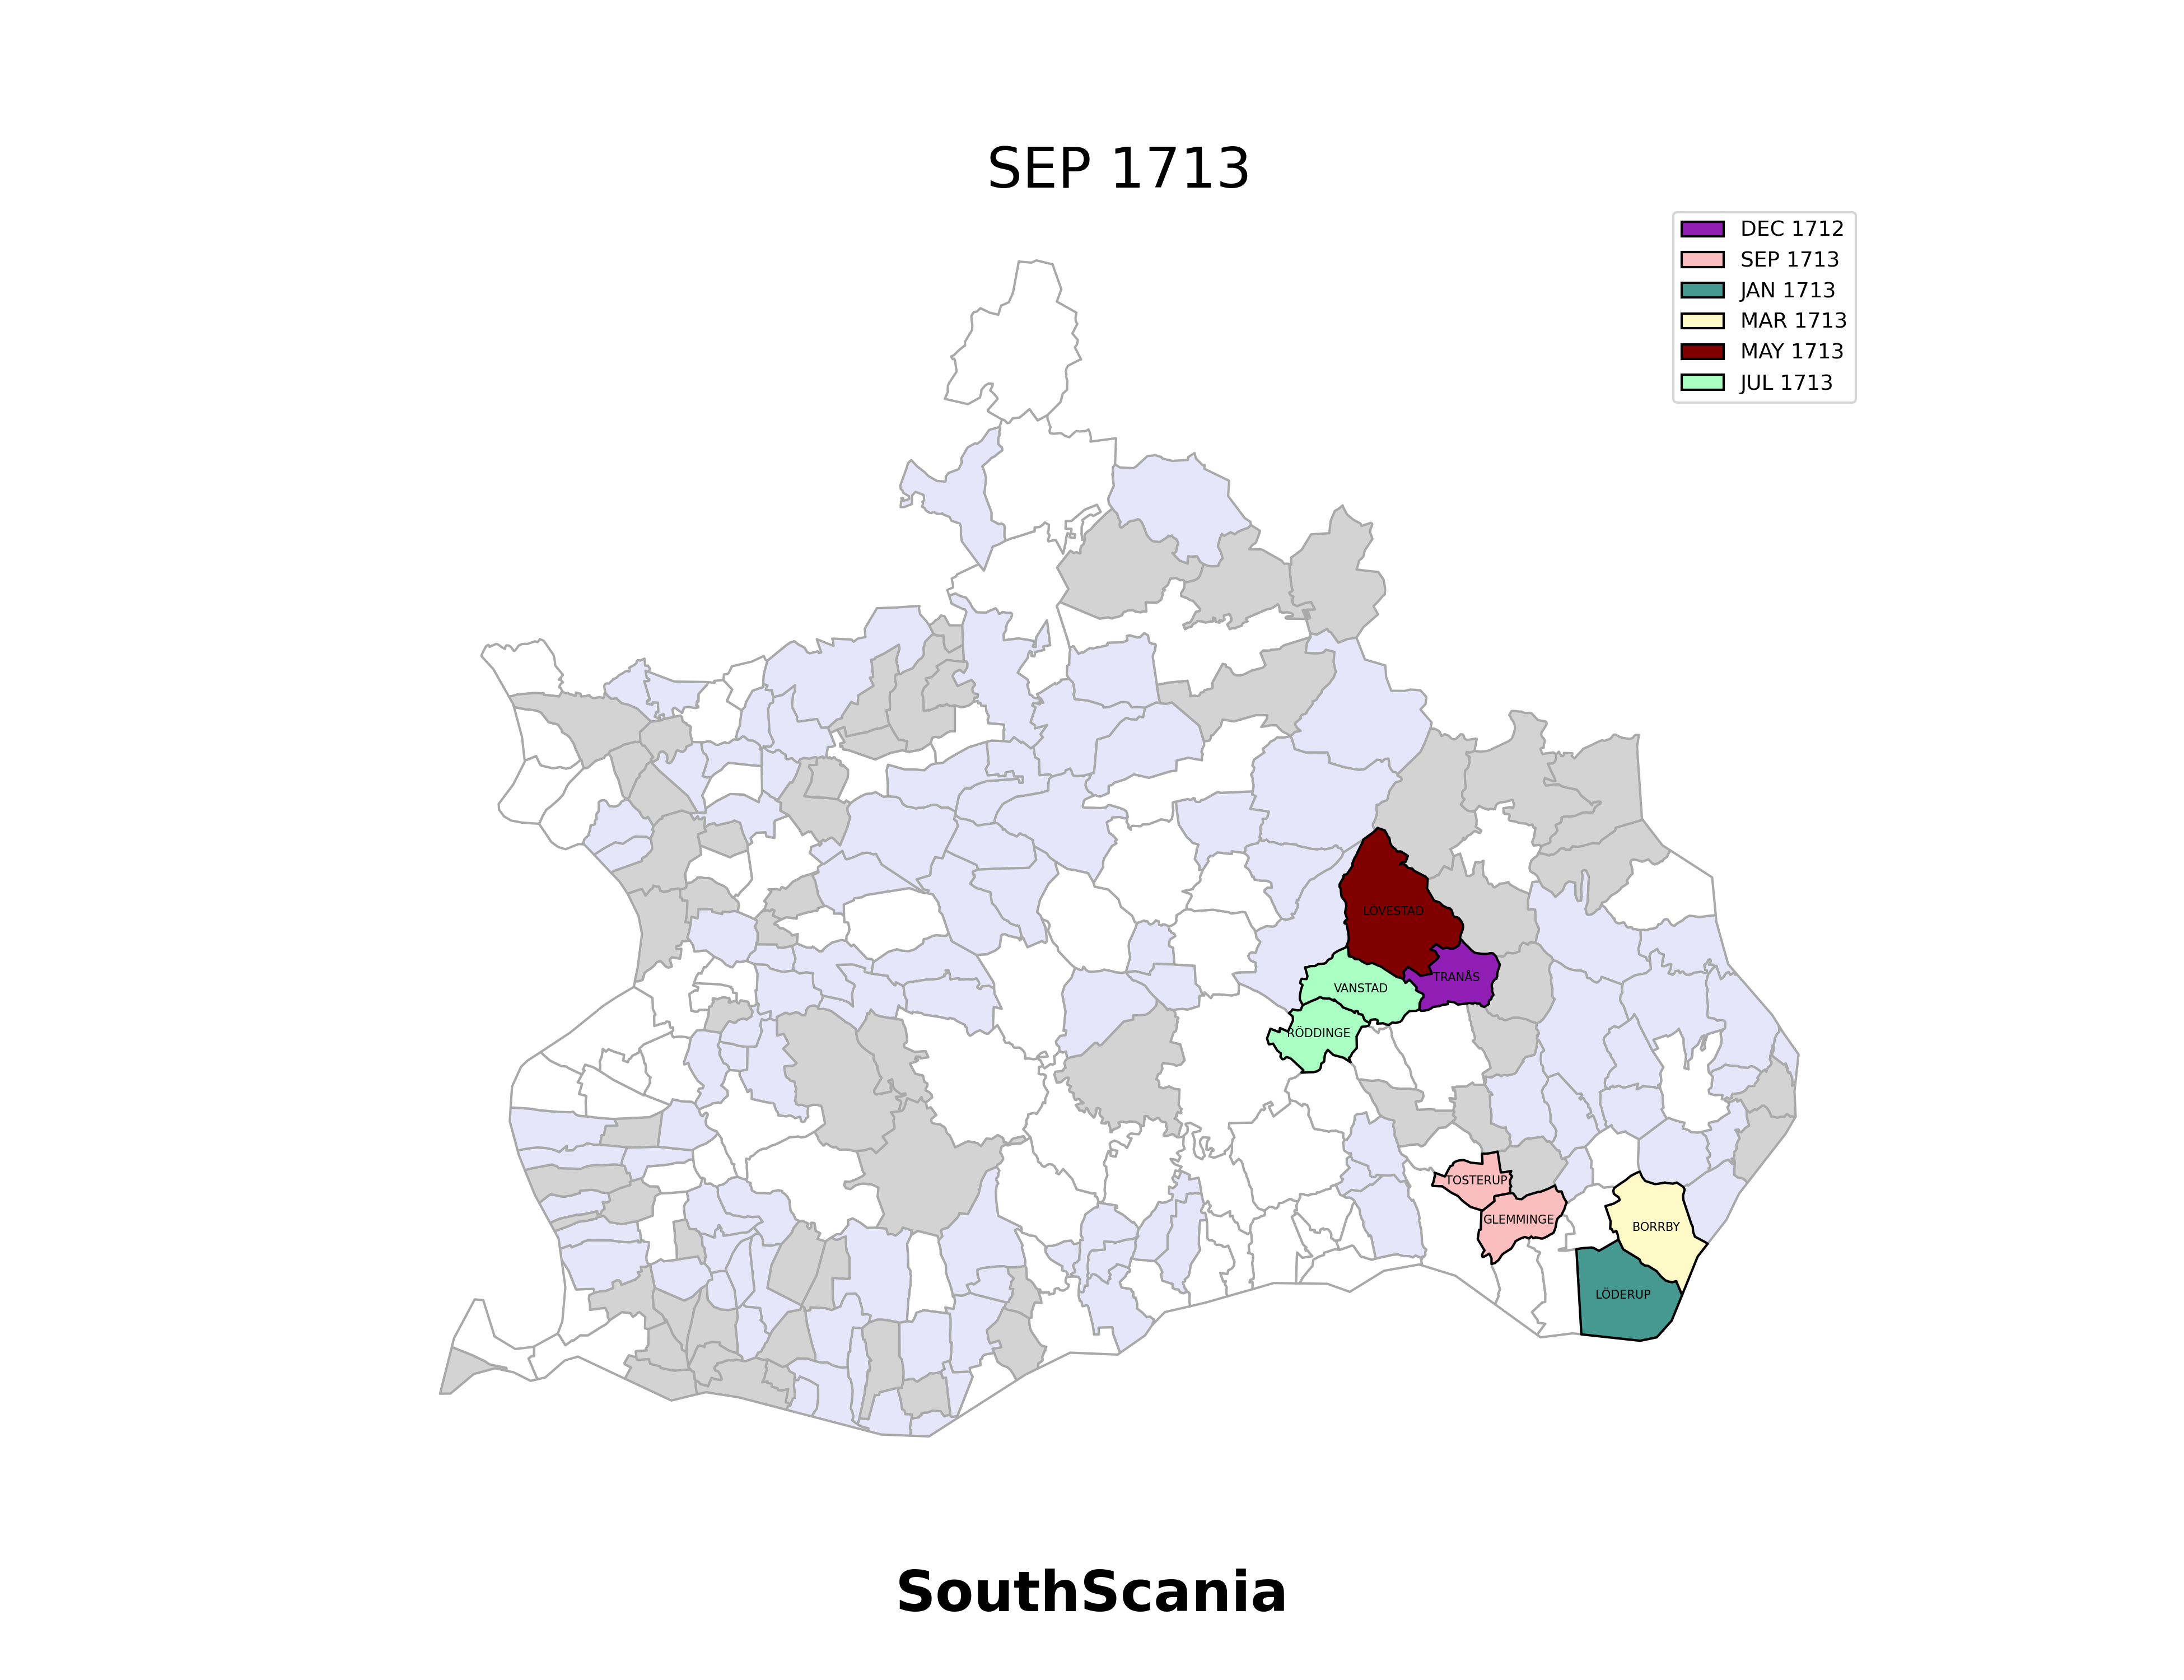 SEP 1713
DEC 1712
SEP 1713
JAN 1713
MAR 1713
MAY 1713
JUL 1713
LÖVESTAD
TRANÅS
VANSTAD
RÖDDINGE
TOSTERUP
GLEMMINGE
BORRBY
LÖDERUP
SouthScania